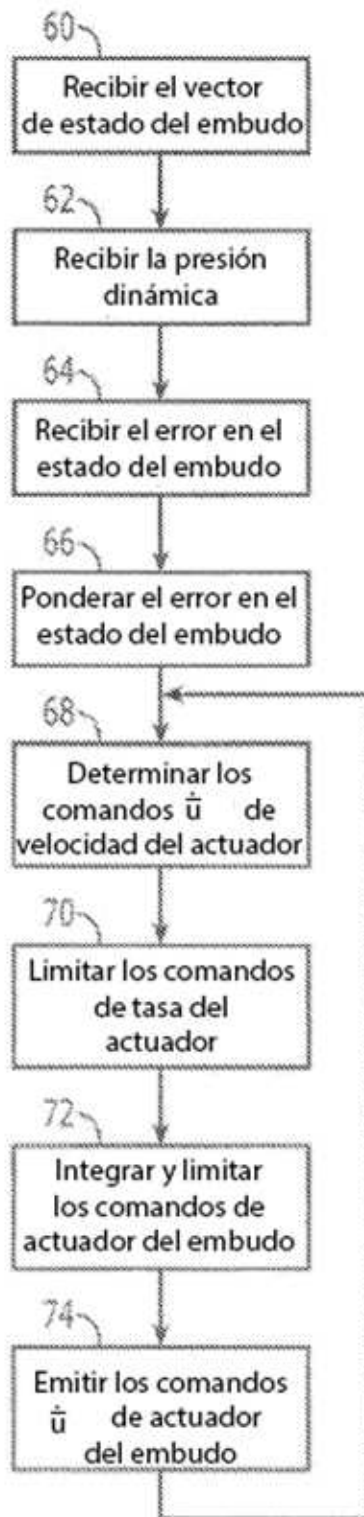 60
Recibir el vector
de estado del embudo
62
Recibir la presión
dinámica
64
Recibir el error en el
estado del embudo
66
Ponderar el error en el
estado del embudo
68
Determinar los
comandos u̅̇ de
velocidad del actuador
70
Limitar los comandos
de tasa del
actuador
72
Integrar y limitar
los comandos de
actuador del embudo
74
Emitir los comandos
u̅̇ de actuador
del embudo